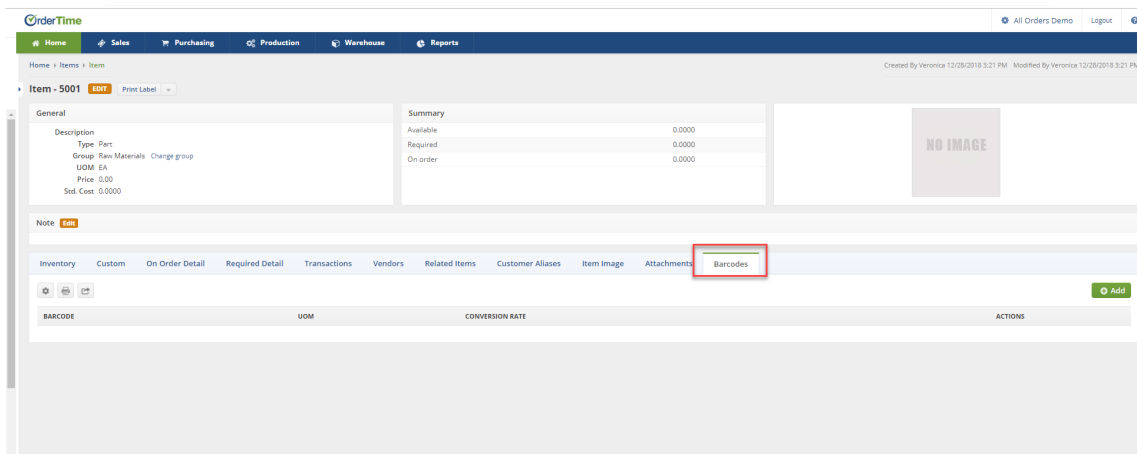 OrderTime
All Orders Demo Logout
Home Sales Purchasing Production Warehouse Reports
Home › Items › Item
Created By Veronica 12/28/2018 3:21 PM Modified By Veronica 12/28/2018 3:21 PM
Item - 5001 EDIT Print Label
General
Description
Type Part
Group Raw Materials Change group
UOM EA
Price 0.00
Std. Cost 0.0000
Summary
Available 0.0000
Required 0.0000
On order 0.0000
NO IMAGE
Note Edit
Inventory Custom On Order Detail Required Detail Transactions Vendors Related Items Customer Aliases Item Image Attachments Barcodes
Add
BARCODE UOM CONVERSION RATE ACTIONS